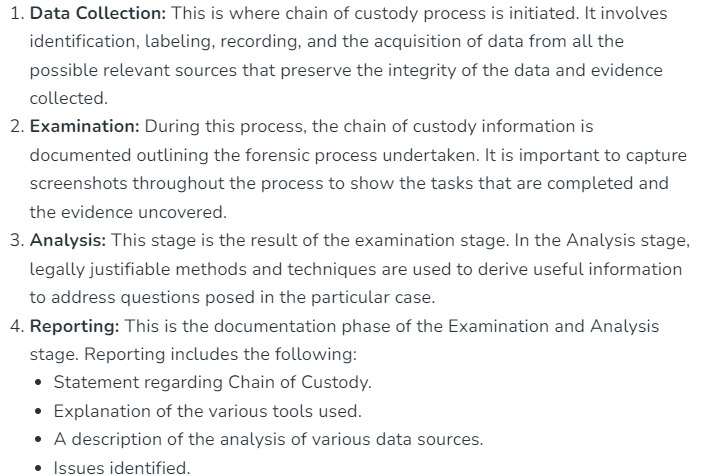 1. Data Collection: This is where chain of custody process is initiated. It involves
identification, labeling, recording, and the acquisition of data from all the
possible relevant sources that preserve the integrity of the data and evidence
collected.
2. Examination: During this process, the chain of custody information is
documented outlining the forensic process undertaken. It is important to capture
screenshots throughout the process to show the tasks that are completed and
the evidence uncovered.
3. Analysis: This stage is the result of the examination stage. In the Analysis stage,
legally justifiable methods and techniques are used to derive useful information
to address questions posed in the particular case.
4. Reporting: This is the documentation phase of the Examination and Analysis
stage. Reporting includes the following:
• Statement regarding Chain of Custody.
• Explanation of the various tools used.
• A description of the analysis of various data sources.
• Issues identified.